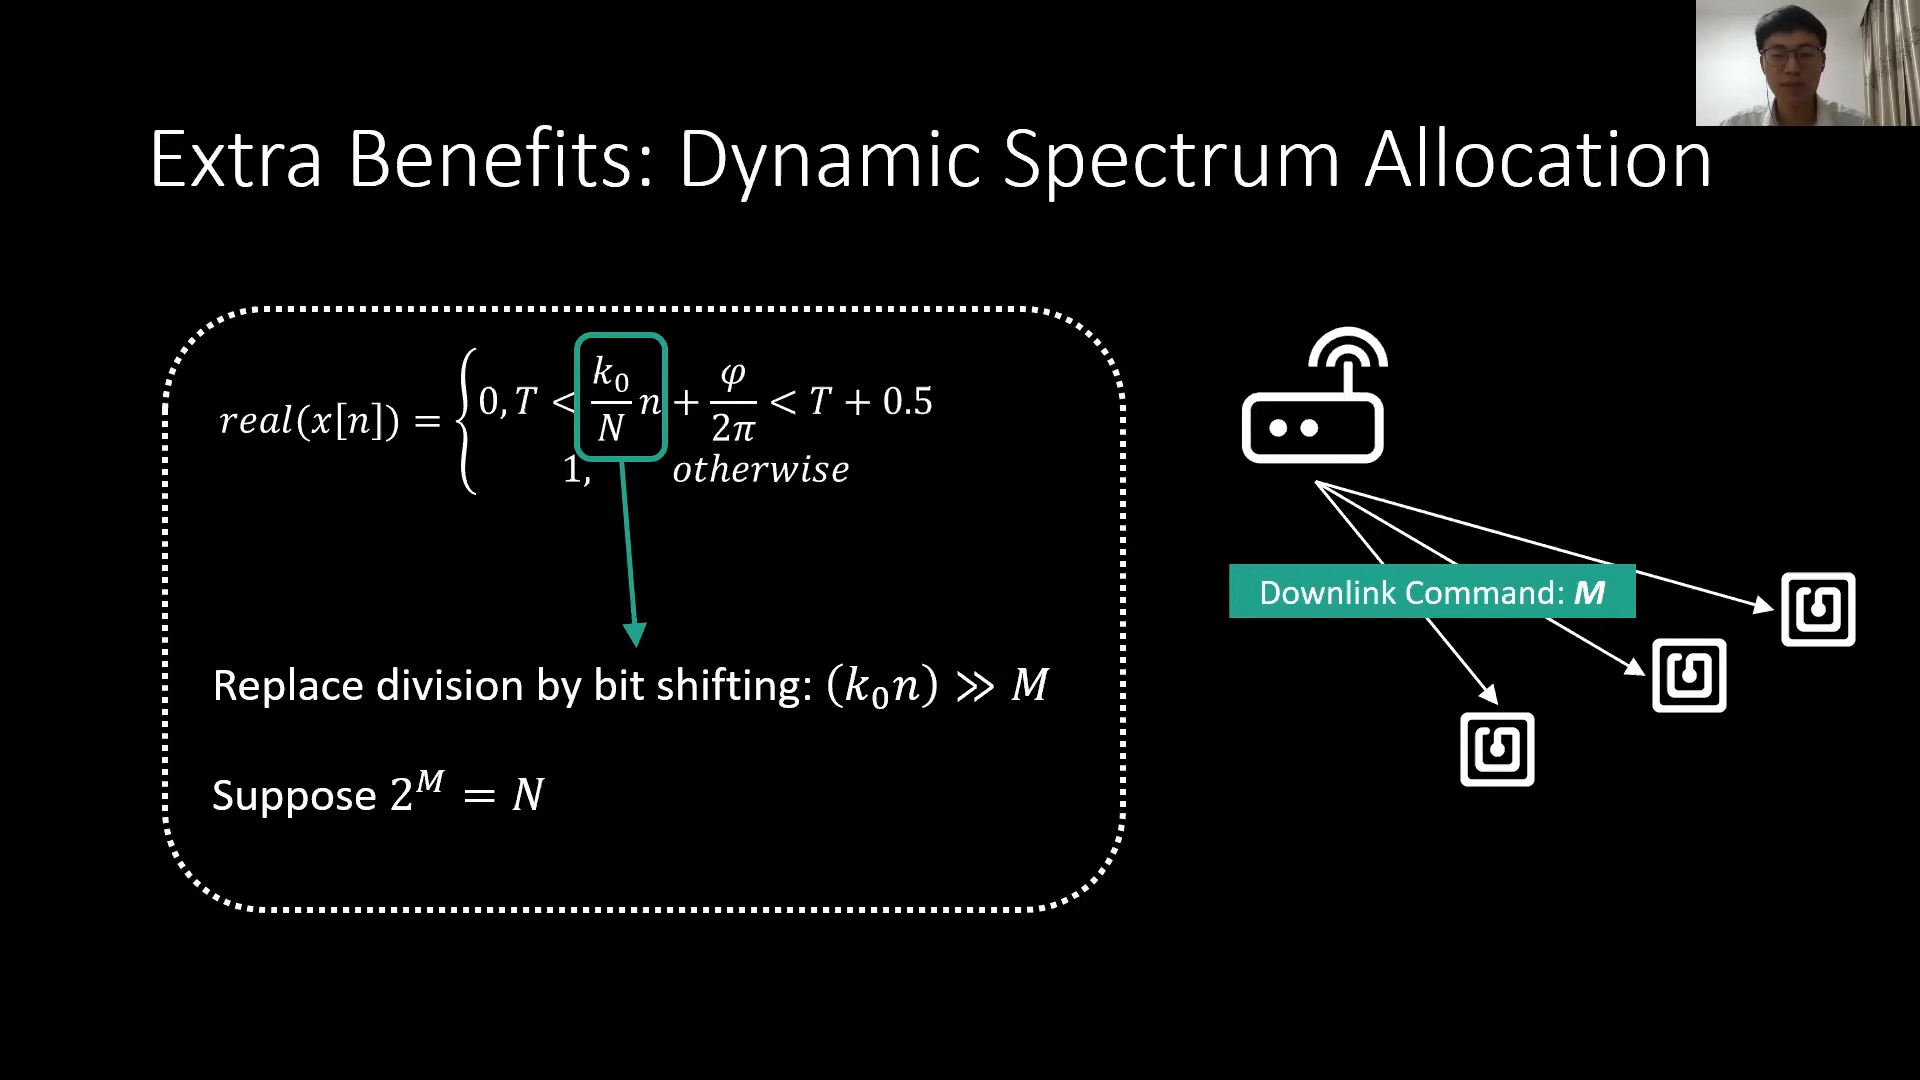 Extra Benefits: Dynamic Spectrum Allocation
real(x[n]) = { 0, T < k₀/N n + φ/2π < T + 0.5
1, otherwise
Replace division by bit shifting: (k₀n) ≫ M
Suppose 2^M = N
Downlink Command: M